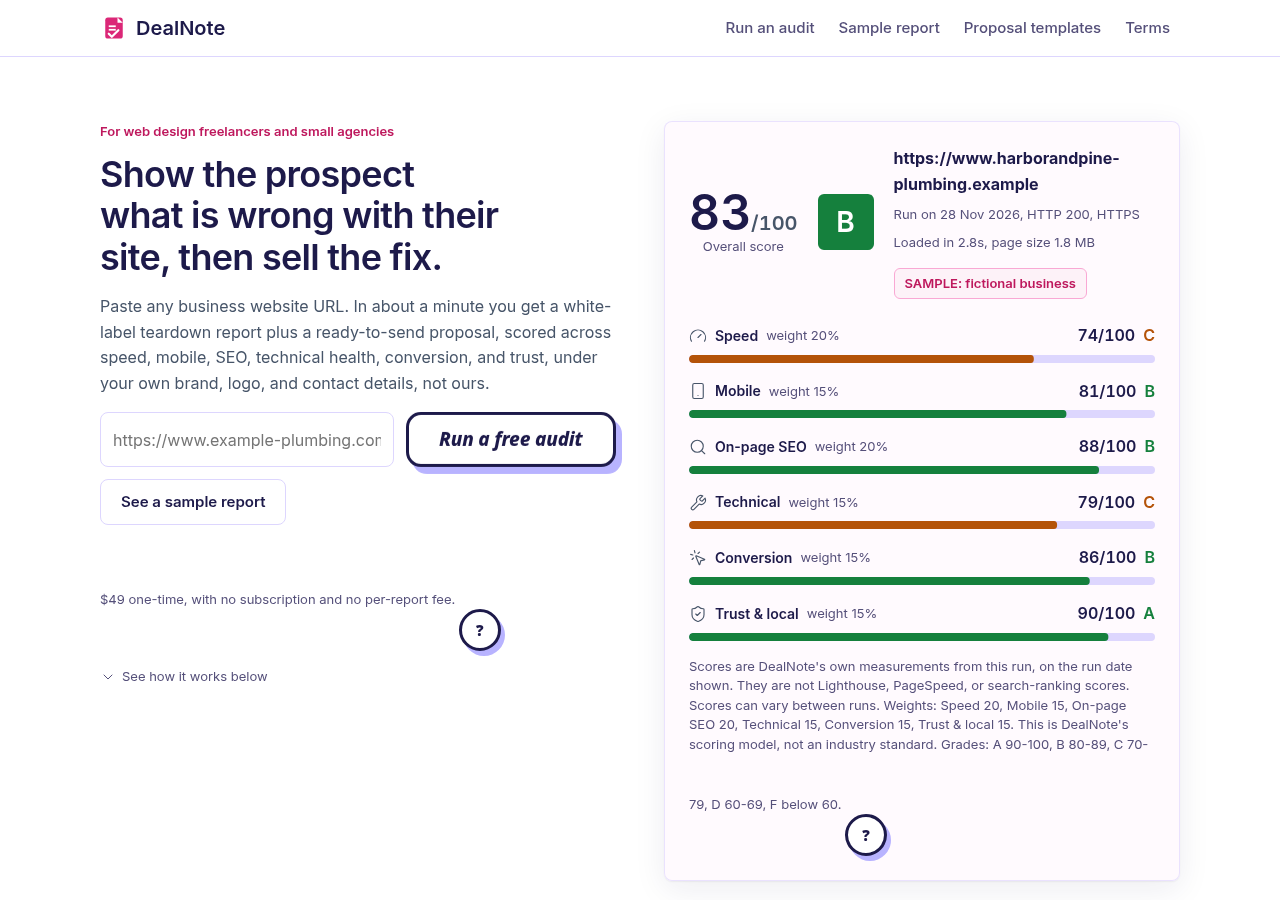 DealNote
Run an audit
Sample report
Proposal templates
Terms
For web design freelancers and small agencies
Show the prospect
what is wrong with their
site, then sell the fix.
Paste any business website URL. In about a minute you get a white-
label teardown report plus a ready-to-send proposal, scored across
speed, mobile, SEO, technical health, conversion, and trust, under
your own brand, logo, and contact details, not ours.
https://www.example-plumbing.com
Run a free audit
See a sample report
$49 one-time, with no subscription and no per-report fee.
?
See how it works below
83/100
Overall score
B
https://www.harborandpine-
plumbing.example
Run on 28 Nov 2026, HTTP 200, HTTPS
Loaded in 2.8s, page size 1.8 MB
SAMPLE: fictional business
Speed weight 20% 74/100 C
Mobile weight 15% 81/100 B
On-page SEO weight 20% 88/100 B
Technical weight 15% 79/100 C
Conversion weight 15% 86/100 B
Trust & local weight 15% 90/100 A
Scores are DealNote's own measurements from this run, on the run date
shown. They are not Lighthouse, PageSpeed, or search-ranking scores.
Scores can vary between runs. Weights: Speed 20, Mobile 15, On-page
SEO 20, Technical 15, Conversion 15, Trust & local 15. This is DealNote's
scoring model, not an industry standard. Grades: A 90-100, B 80-89, C 70-
79, D 60-69, F below 60.
?